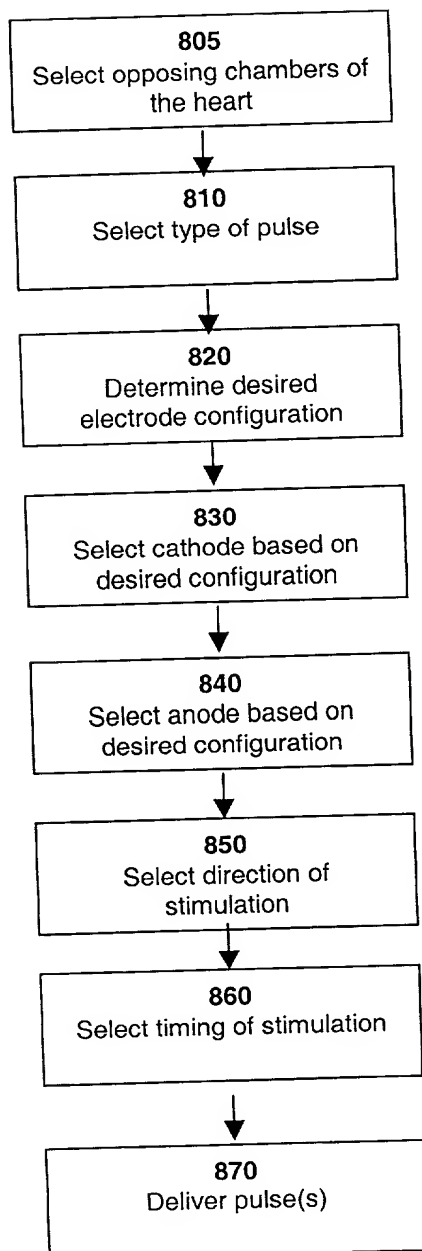 805
Select opposing chambers of
the heart
810
Select type of pulse
820
Determine desired
electrode configuration
830
Select cathode based on
desired configuration
840
Select anode based on
desired configuration
850
Select direction of
stimulation
860
Select timing of stimulation
870
Deliver pulse(s)